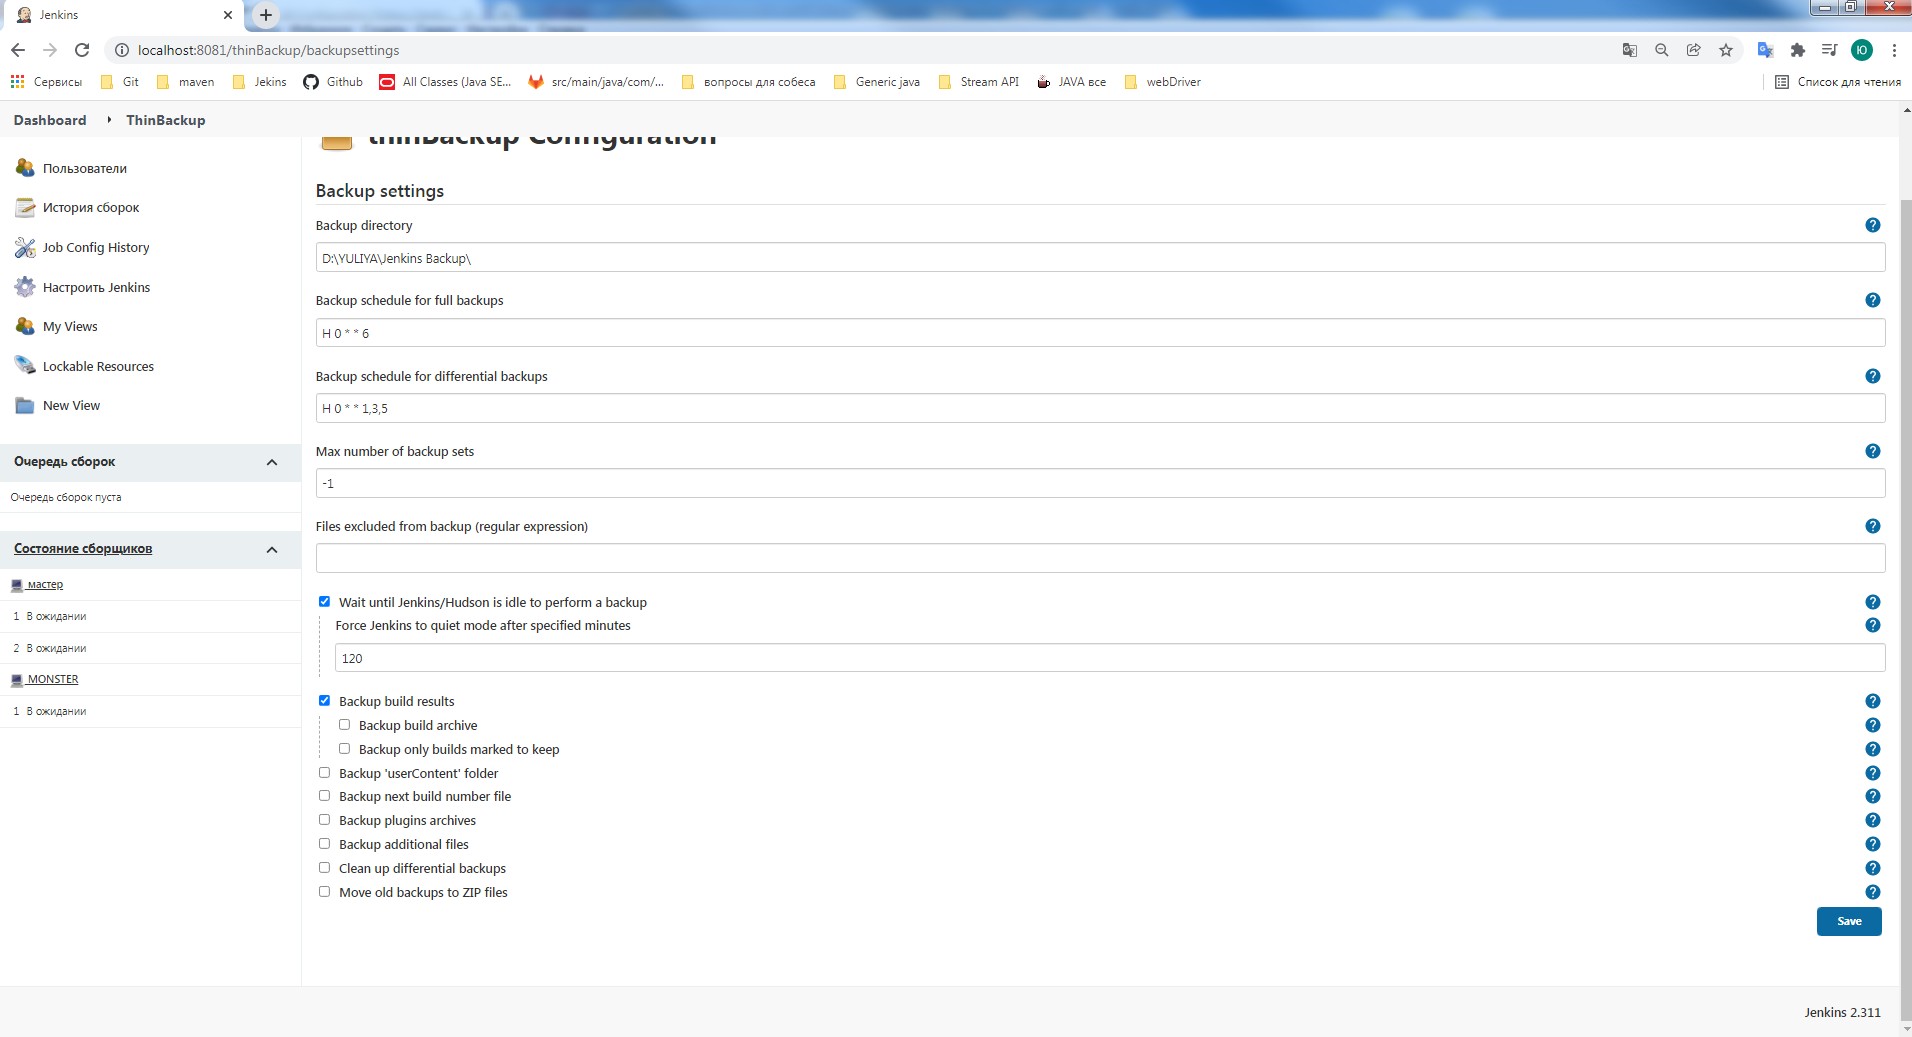 Jenkins
localhost:8081/thinBackup/backupsettings
Ю
Сервисы Git maven Jekins Github All Classes (Java SE... src/main/java/com/... вопросы для собеса Generic java Stream API JAVA все webDriver Список для чтения
Dashboard ThinBackup
thinBackup Configuration
Пользователи
История сборок
Job Config History
Настроить Jenkins
My Views
Lockable Resources
New View
Очередь сборок
Очередь сборок пуста
Состояние сборщиков
мастер
1 В ожидании
2 В ожидании
MONSTER
1 В ожидании
Backup settings
Backup directory
D:\YULIYA\Jenkins Backup\
Backup schedule for full backups
H 0 * * 6
Backup schedule for differential backups
H 0 * * 1,3,5
Max number of backup sets
-1
Files excluded from backup (regular expression)
Wait until Jenkins/Hudson is idle to perform a backup
Force Jenkins to quiet mode after specified minutes
120
Backup build results
Backup build archive
Backup only builds marked to keep
Backup 'userContent' folder
Backup next build number file
Backup plugins archives
Backup additional files
Clean up differential backups
Move old backups to ZIP files
Save
Jenkins 2.311